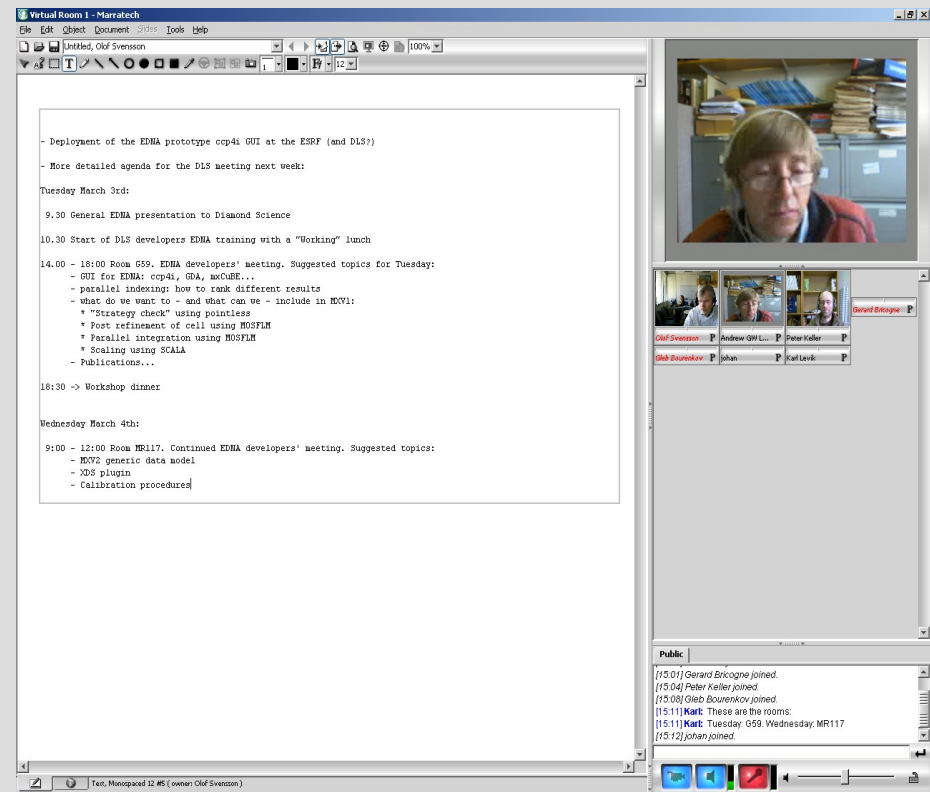 Virtual Room 1 - Marratech
File Edit Object Document Slides Tools Help
Untitled, Olof Svensson
100%
T
1
12
- Deployment of the EDNA prototype ccp4i GUI at the ESRF (and DLS?)
- More detailed agenda for the DLS meeting next week:
Tuesday March 3rd:
9.30 General EDNA presentation to Diamond Science
10.30 Start of DLS developers EDNA training with a "Working" lunch
14.00 - 18:00 Room G59. EDNA developers' meeting. Suggested topics for Tuesday:
- GUI for EDNA: ccp4i, GDA, mxCuBE...
- parallel indexing: how to rank different results
- what do we want to - and what can we - include in MXV1:
* "Strategy check" using pointless
* Post refinement of cell using MOSFLM
* Parallel integration using MOSFLM
* Scaling using SCALA
- Publications...
18:30 -> Workshop dinner
Wednesday March 4th:
9:00 - 12:00 Room MR117. Continued EDNA developers' meeting. Suggested topics:
- MXV2 generic data model
- XDS plugin
- Calibration procedures
Text, Monospaced 12 #5 ( owner: Olof Svensson )
Gerard Bricogne P
Olof Svensson P Andrew GW L... P Peter Keller P
Gleb Bourenkov P johan P Karl Levik P
Public
[15:01] Gerard Bricogne joined.
[15:04] Peter Keller joined.
[15:08] Gleb Bourenkov joined.
[15:11] Karl: These are the rooms:
[15:11] Karl: Tuesday: G59. Wednesday: MR117
[15:12] johan joined.